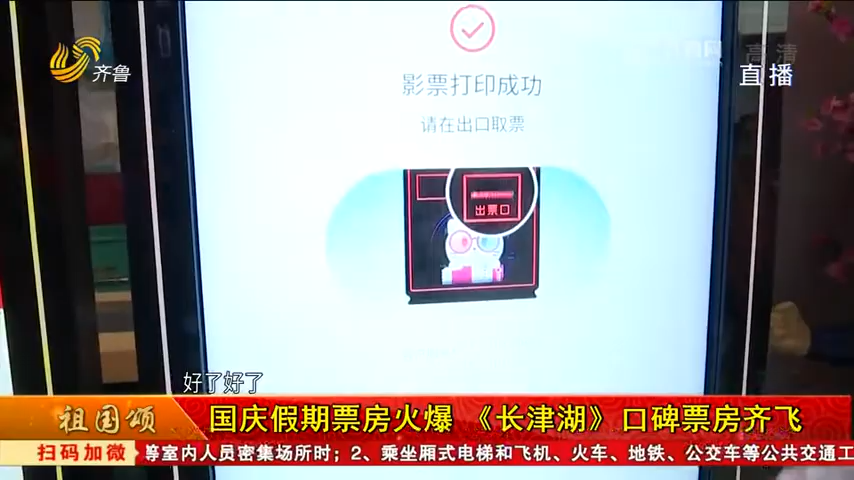 齐鲁
高清
直播
影票打印成功
请在出口取票
出票口
好了好了
祖国颂
国庆假期票房火爆 《长津湖》口碑票房齐飞
扫码加微
等室内人员密集场所时；2、乘坐厢式电梯和飞机、火车、地铁、公交车等公共交通工